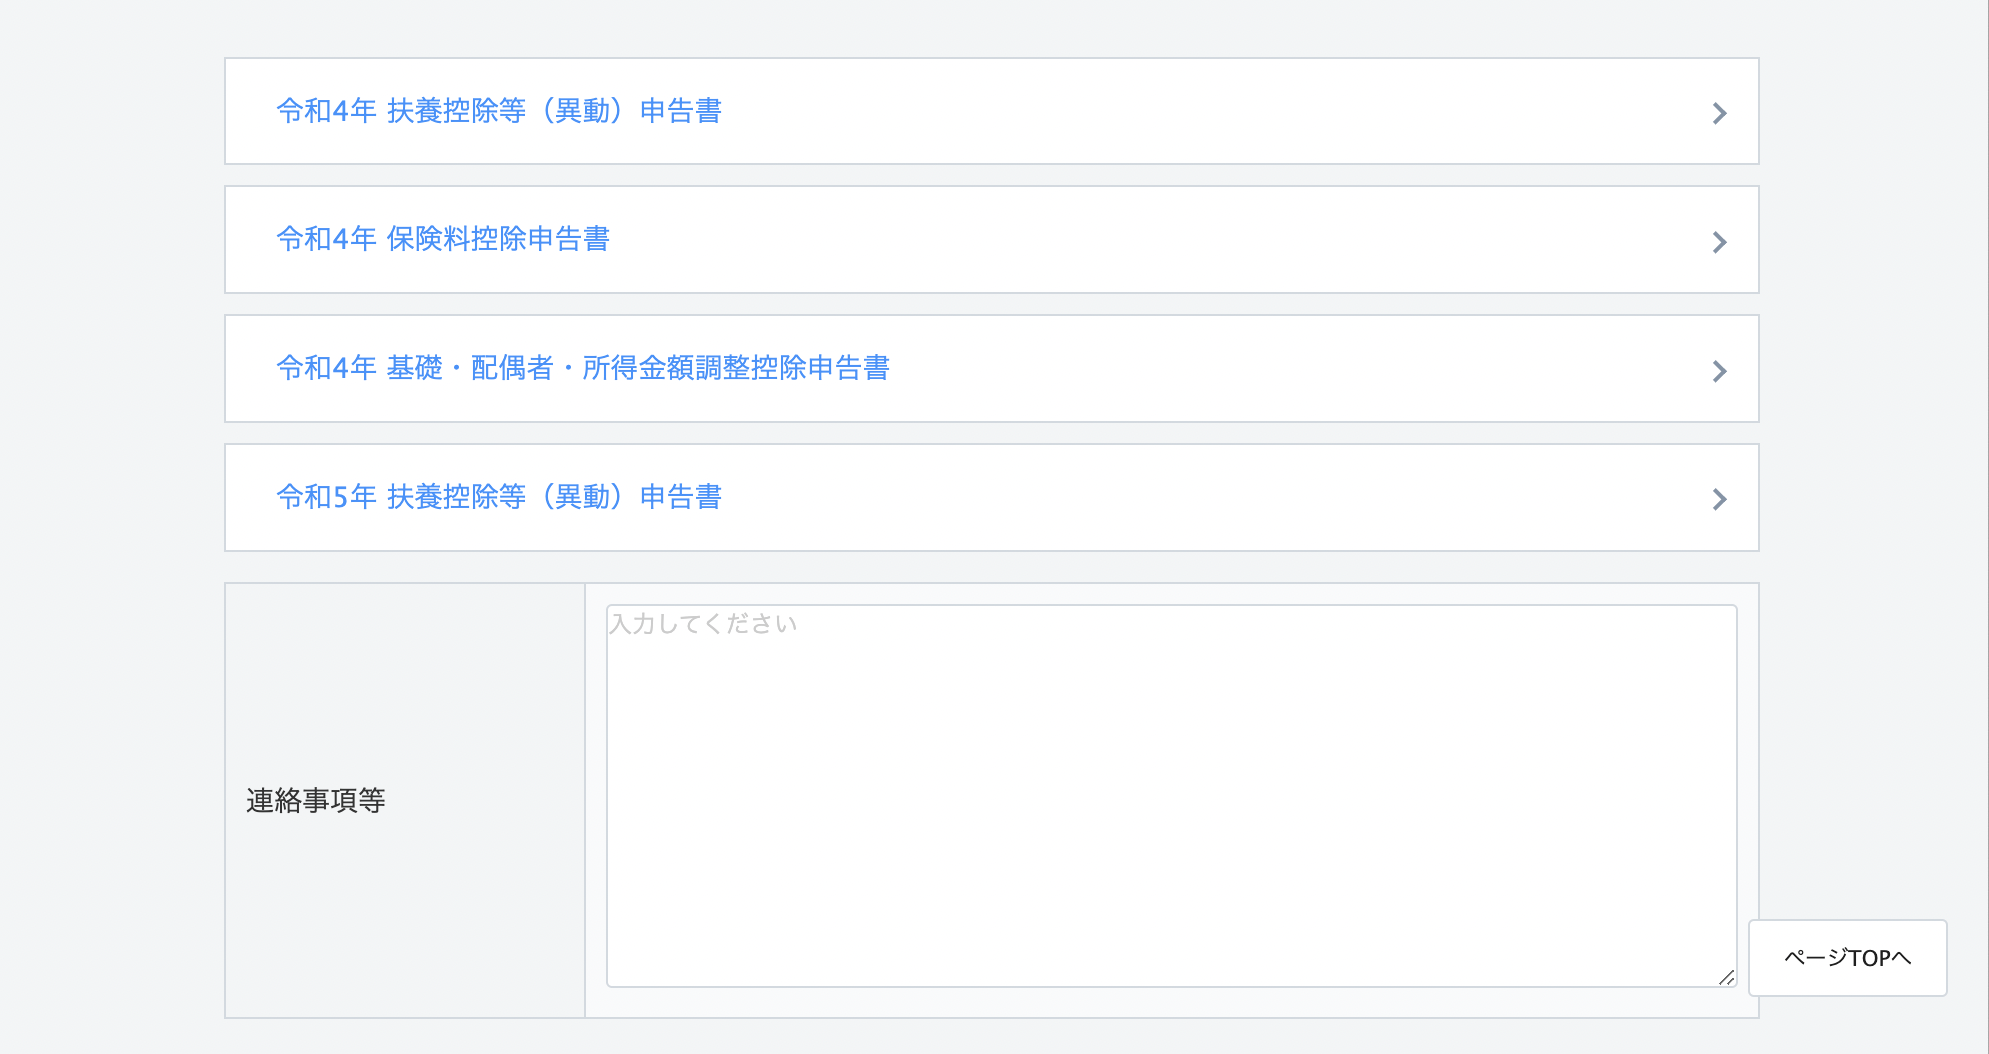 令和4年 扶養控除等（異動）申告書
令和4年 保険料控除申告書
令和4年 基礎・配偶者・所得金額調整控除申告書
令和5年 扶養控除等（異動）申告書
連絡事項等
入力してください
ページTOPへ